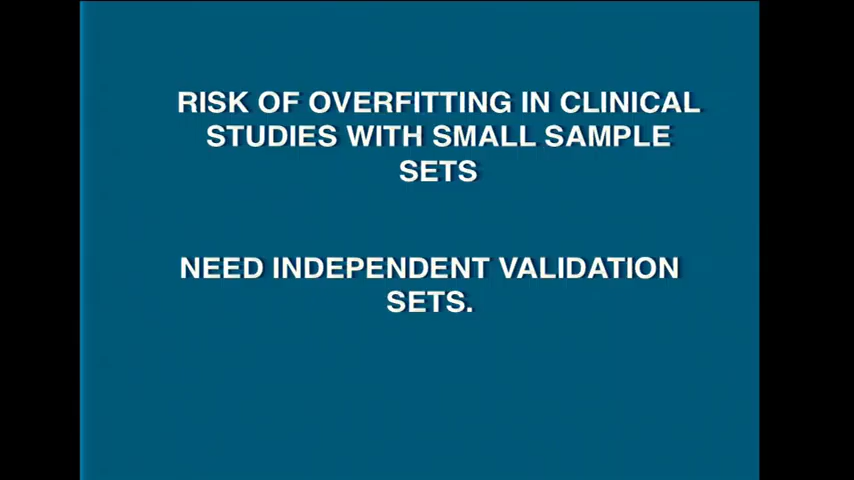 RISK OF OVERFITTING IN CLINICAL
STUDIES WITH SMALL SAMPLE
SETS
NEED INDEPENDENT VALIDATION
SETS.